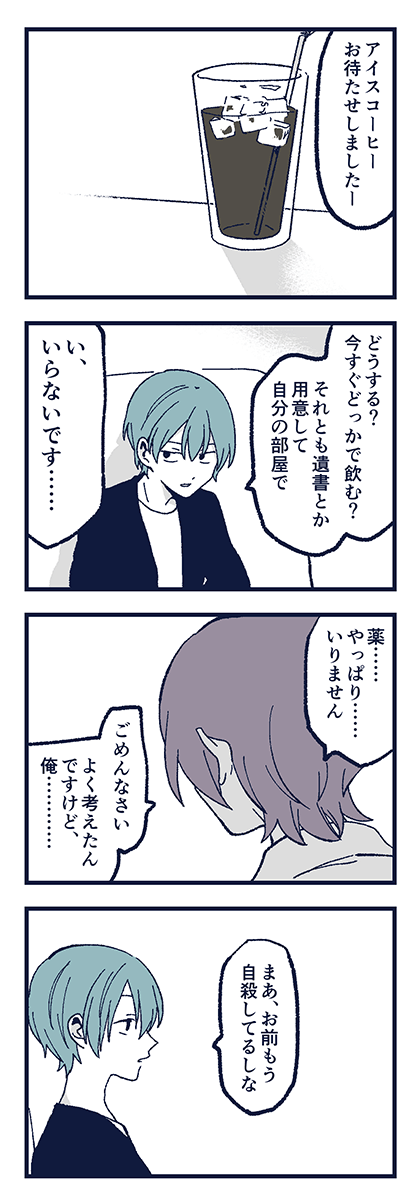 アイスコーヒー
お待たせしましたー
どうする?
今すぐどっかで飲む?
それとも遺書とか
用意して
自分の部屋で
い、
いらないです……
薬……
やっぱり……
いりません
ごめんなさい
よく考えたん
ですけど、
俺…………
まあ、お前もう
自殺してるしな